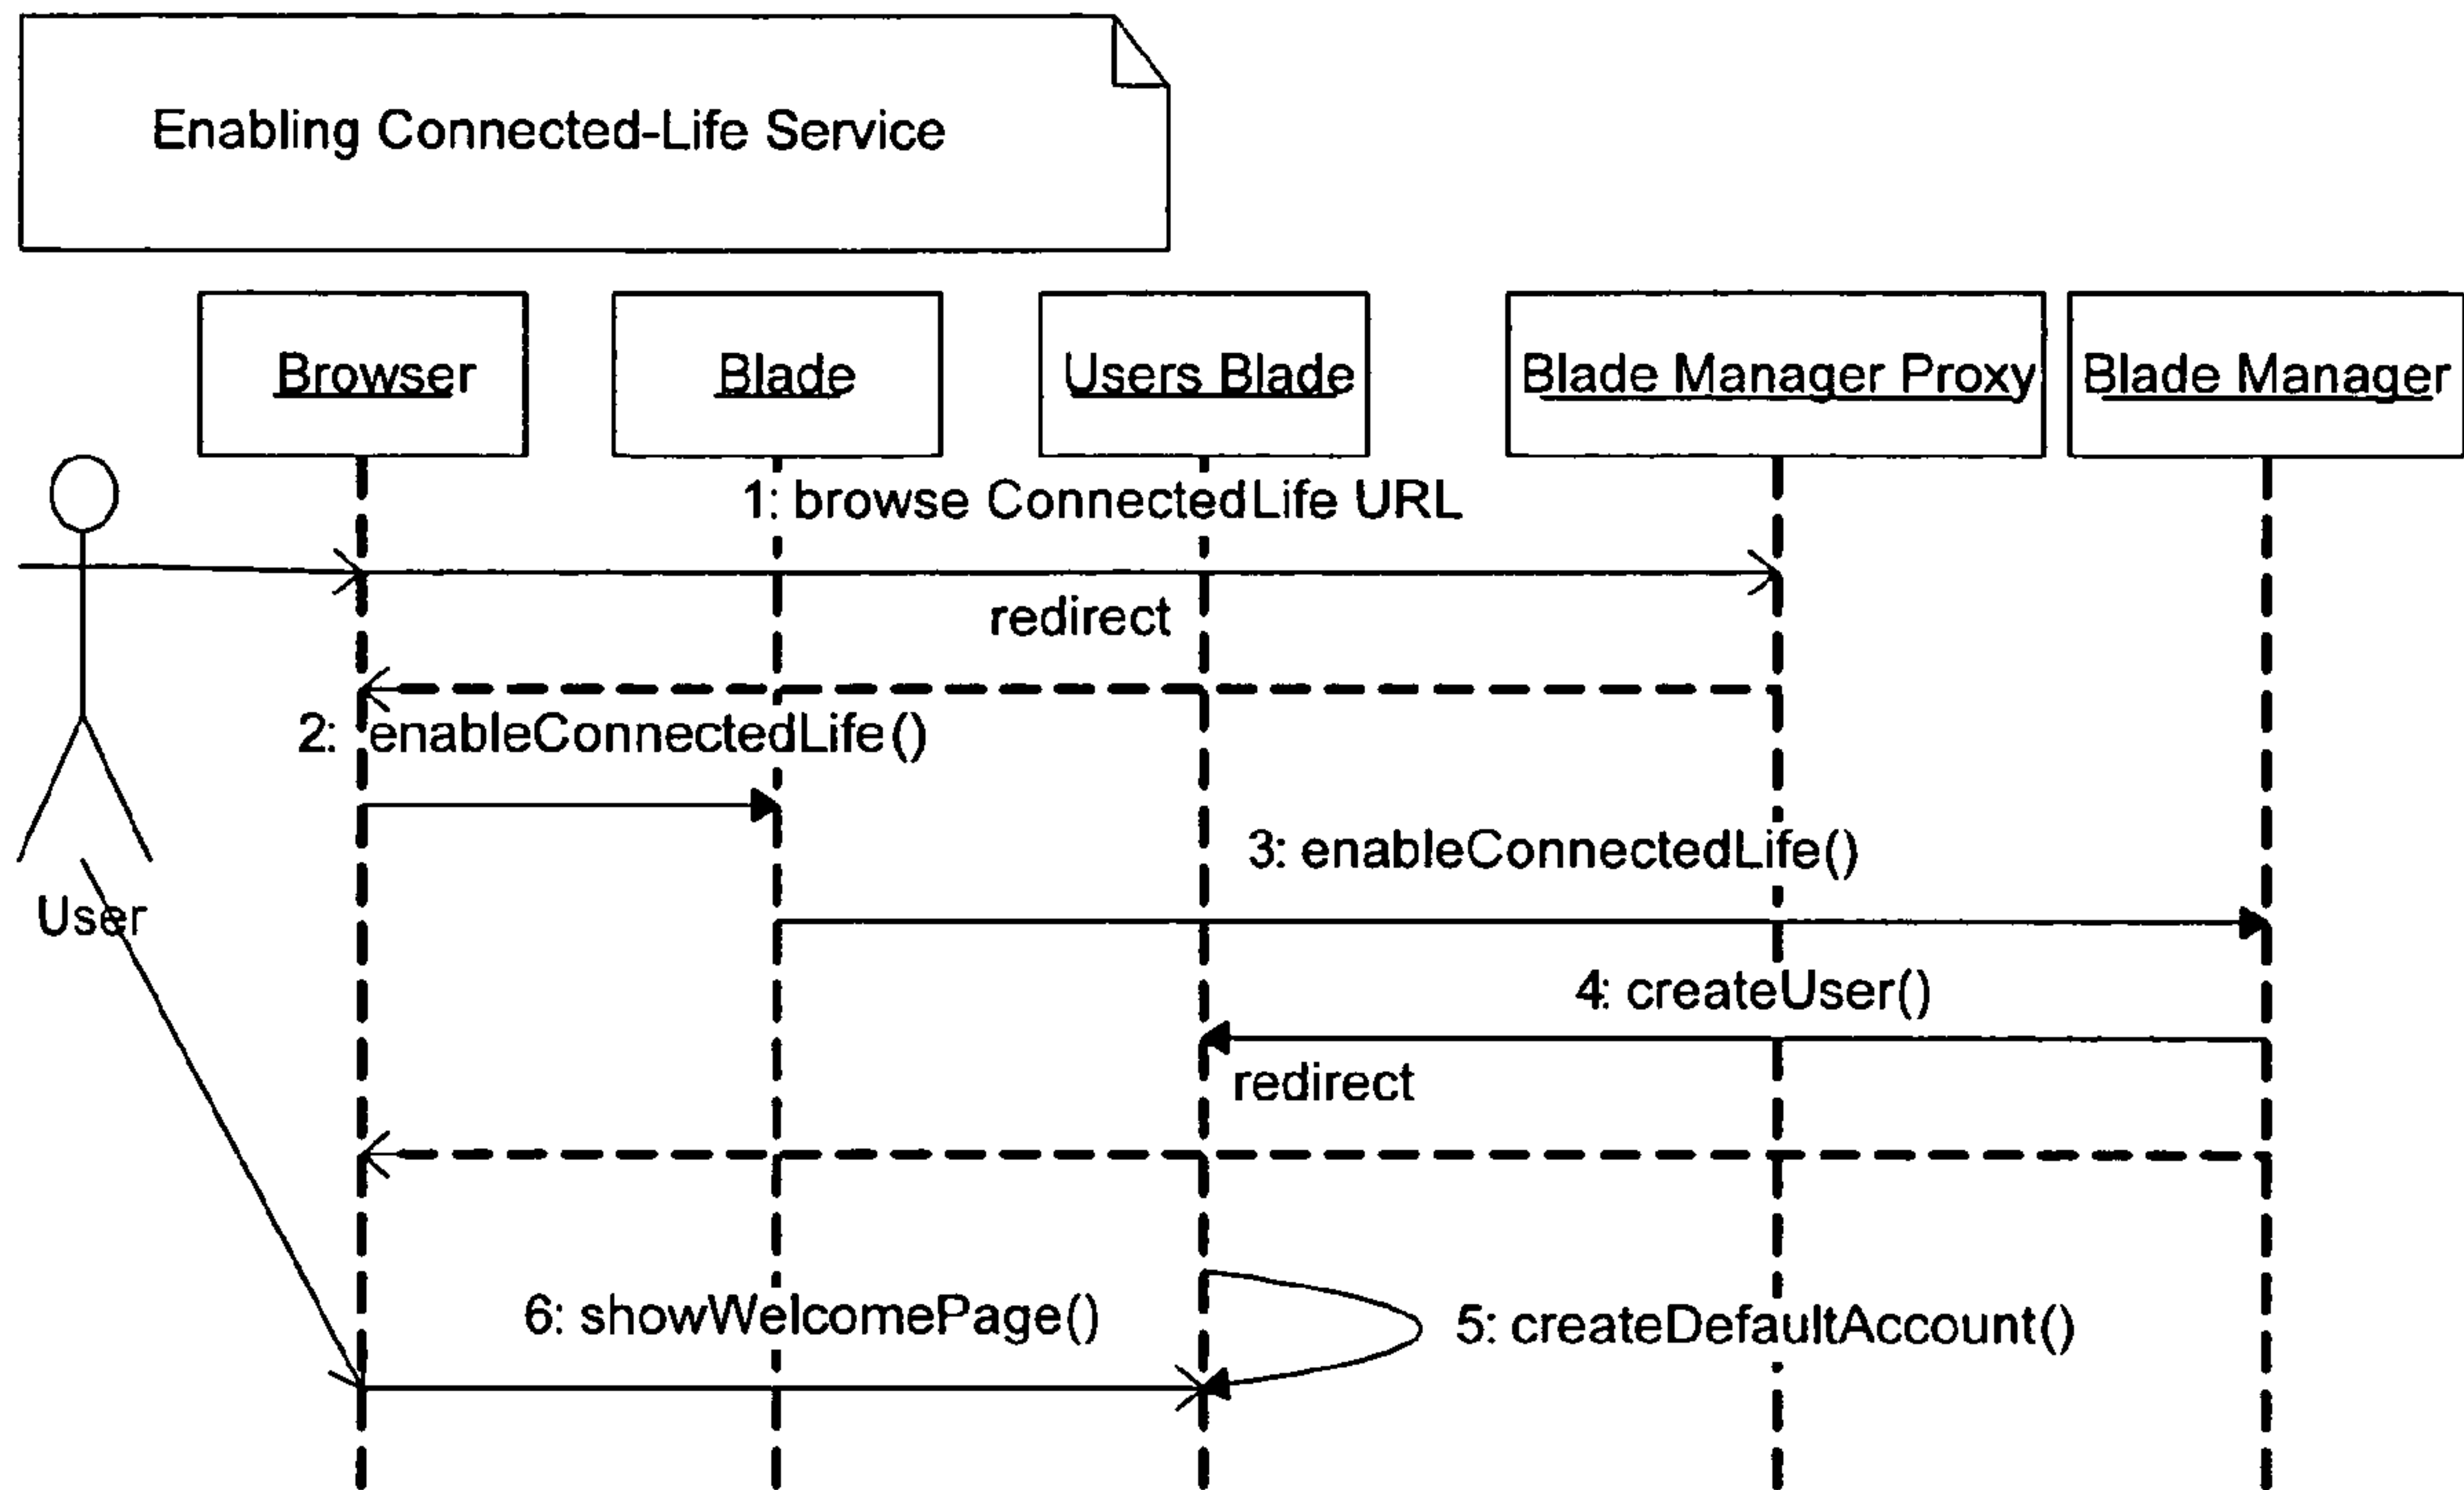 Enabling Connected-Life Service
Browser
Blade
Users Blade
Blade Manager Proxy
Blade Manager
1: browse ConnectedLife URL
redirect
2: enableConnectedLife()
3: enableConnectedLife()
User
4: createUser()
redirect
6: showWelcomePage()
5: createDefaultAccount()